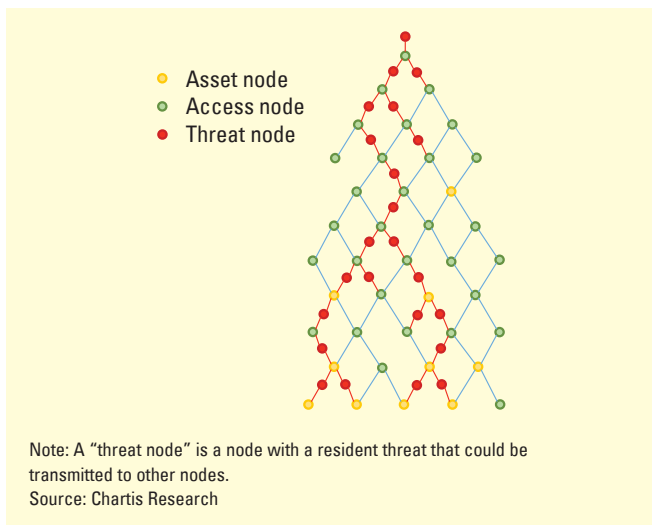 Asset node
Access node
Threat node
Note: A “threat node” is a node with a resident threat that could be
transmitted to other nodes.
Source: Chartis Research